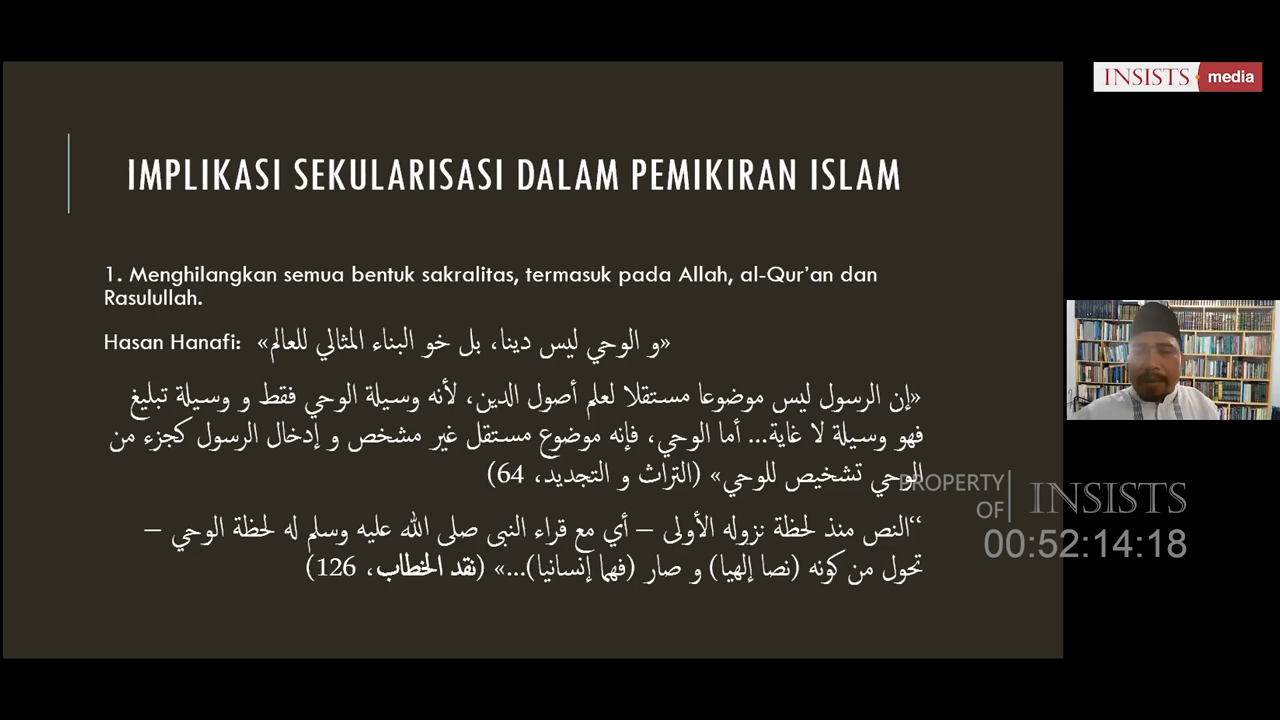 INSISTS media
IMPLIKASI SEKULARISASI DALAM PEMIKIRAN ISLAM
1. Menghilangkan semua bentuk sakralitas, termasuk pada Allah, al-Qur'an dan
Rasulullah.
Hasan Hanafi: «و الوحي ليس دينا، بل خو البناء المثالي للعالم»
«إن الرسول ليس موضوعا مستقلا لعلم أصول الدين، لأنه وسيلة الوحي فقط و وسيلة تبليغ
فهو وسيلة لا غاية... أما الوحي، فإنه موضوع مستقل غير مشخص و إدخال الرسول كجزء من
الوحي تشخيص للوحي» (التراث و التجديد، 64)
“النص منذ لحظة نزوله الأولى – أي مع قراء النبى صلى الله عليه وسلم له لحظة الوحي –
تحول من كونه (نصا إلهيا) و صار (فهما إنسانيا)...» (نقد الخطاب، 126)
PROPERTY OF INSISTS
00:52:14:18